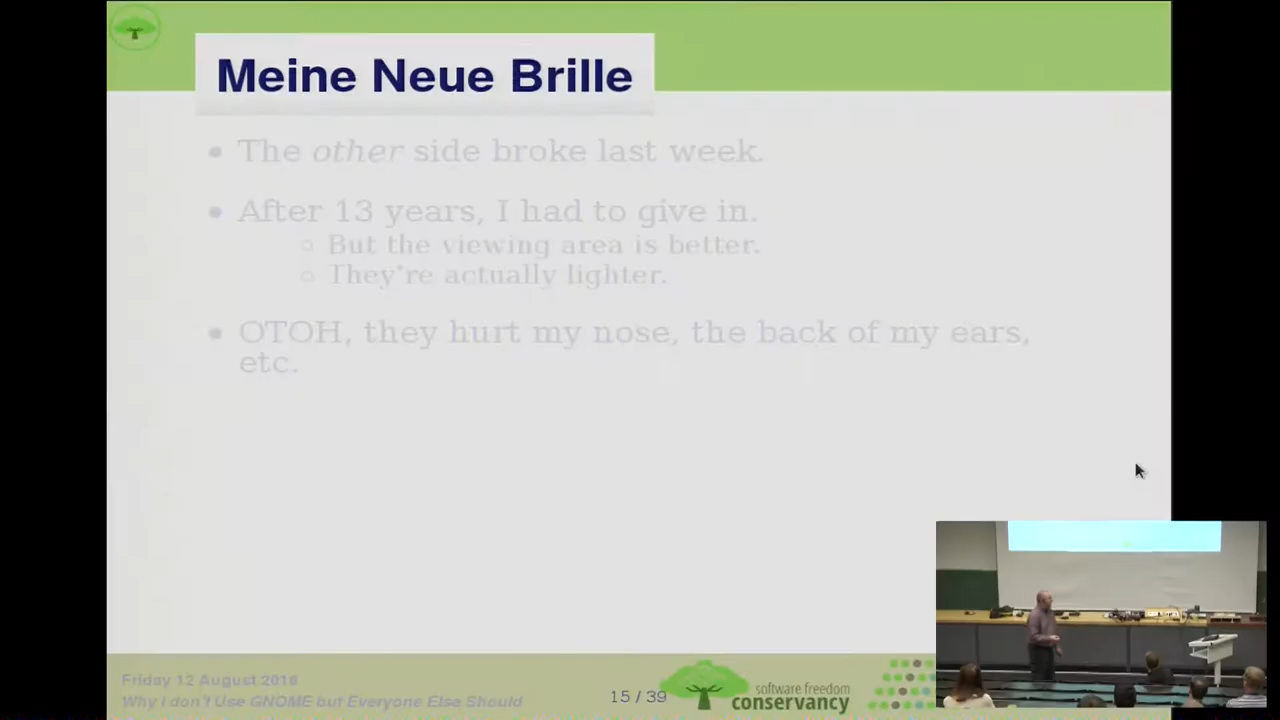 Meine Neue Brille
The other side broke last week.
After 13 years, I had to give in.
But the viewing area is better.
They're actually lighter.
OTOH, they hurt my nose, the back of my ears,
etc.
Friday 12 August 2016
Why I don't Use GNOME but Everyone Else Should
15 / 39
software freedom
conservancy